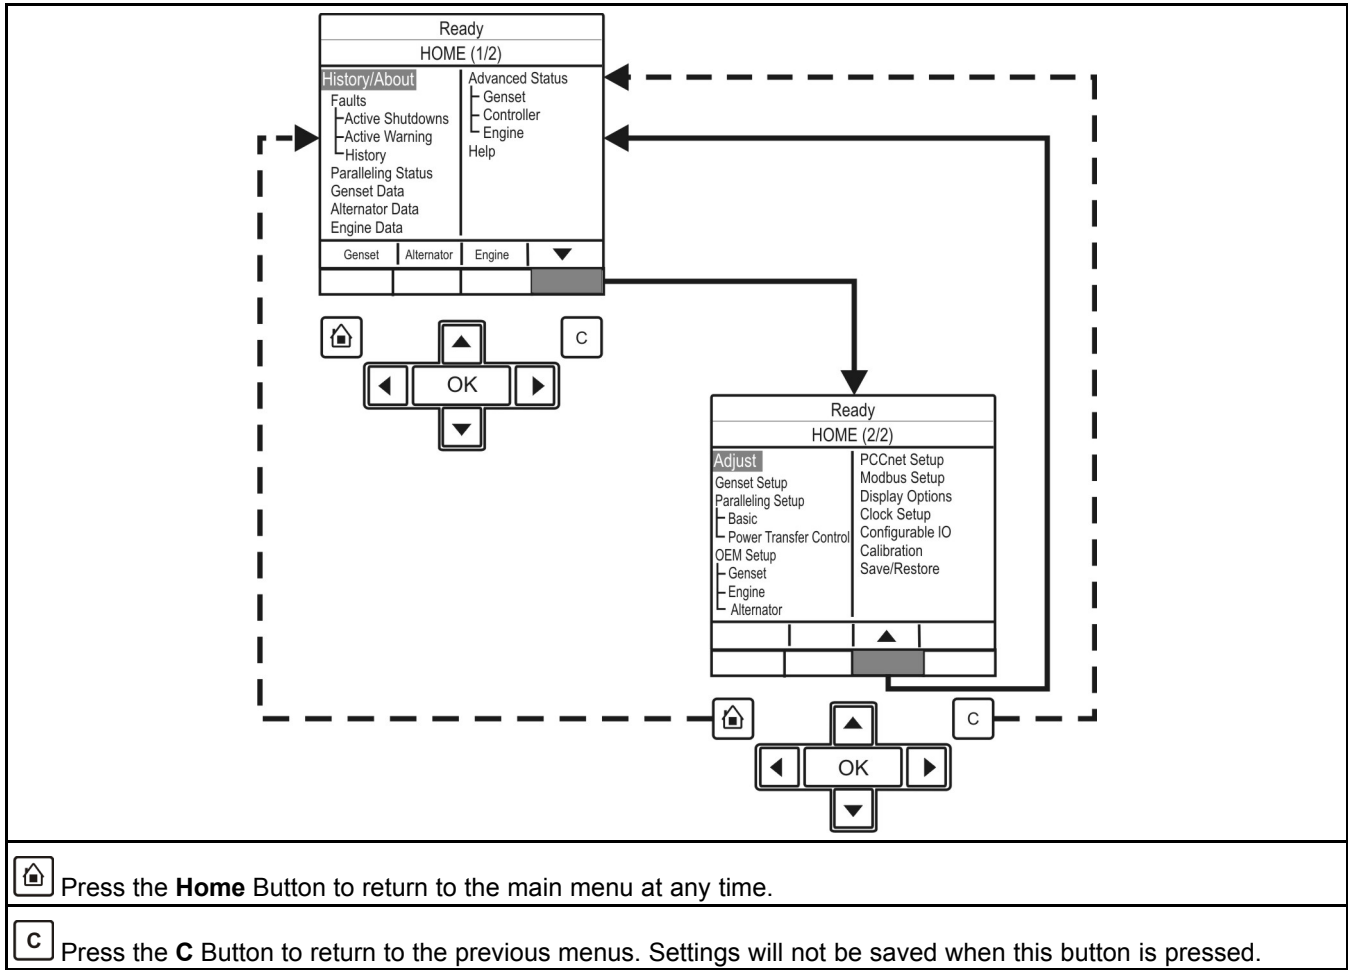 Ready
HOME (1/2)
History/About
Faults
Active Shutdowns
Active Warning
History
Paralleling Status
Genset Data
Alternator Data
Engine Data
Advanced Status
Genset
Controller
Engine
Help
Genset Alternator Engine
C
OK
Ready
HOME (2/2)
Adjust
Genset Setup
Paralleling Setup
Basic
Power Transfer Control
OEM Setup
Genset
Engine
Alternator
PCCnet Setup
Modbus Setup
Display Options
Clock Setup
Configurable IO
Calibration
Save/Restore
C
OK
Press the Home Button to return to the main menu at any time.
C Press the C Button to return to the previous menus. Settings will not be saved when this button is pressed.